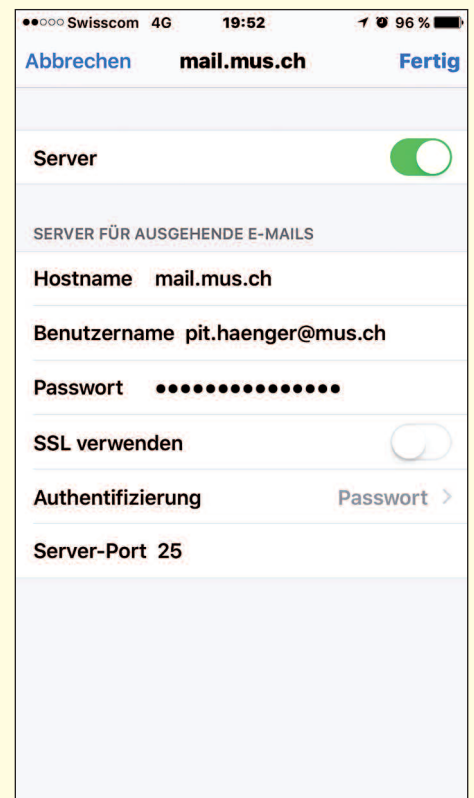 Swisscom 4G 19:52 96 %
Abbrechen mail.mus.ch Fertig
Server
SERVER FÜR AUSGEHENDE E-MAILS
Hostname mail.mus.ch
Benutzername pit.haenger@mus.ch
Passwort ●●●●●●●●●●●●●●●
SSL verwenden
Authentifizierung Passwort >
Server-Port 25